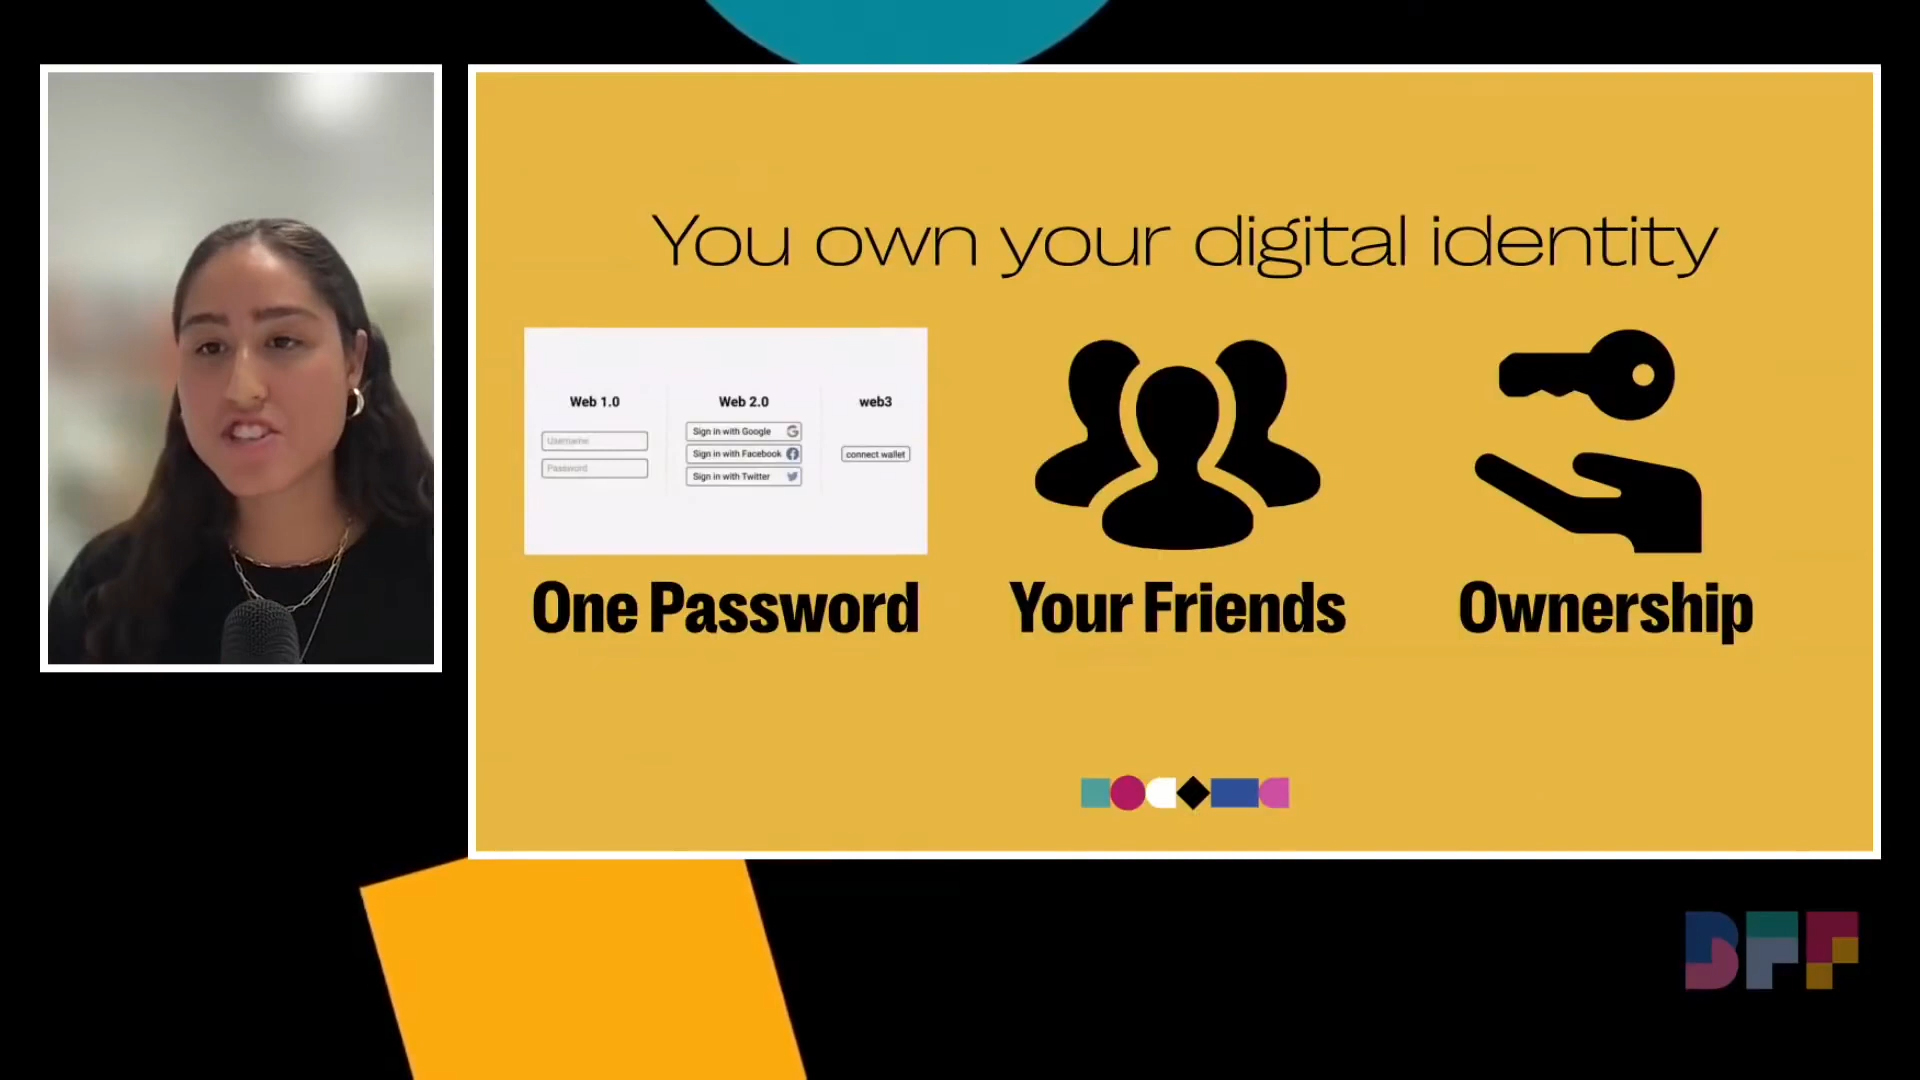 You own your digital identity
Web 1.0
Username
Password
Web 2.0
Sign in with Google
Sign in with Facebook
Sign in with Twitter
web3
connect wallet
One Password
Your Friends
Ownership
BFF